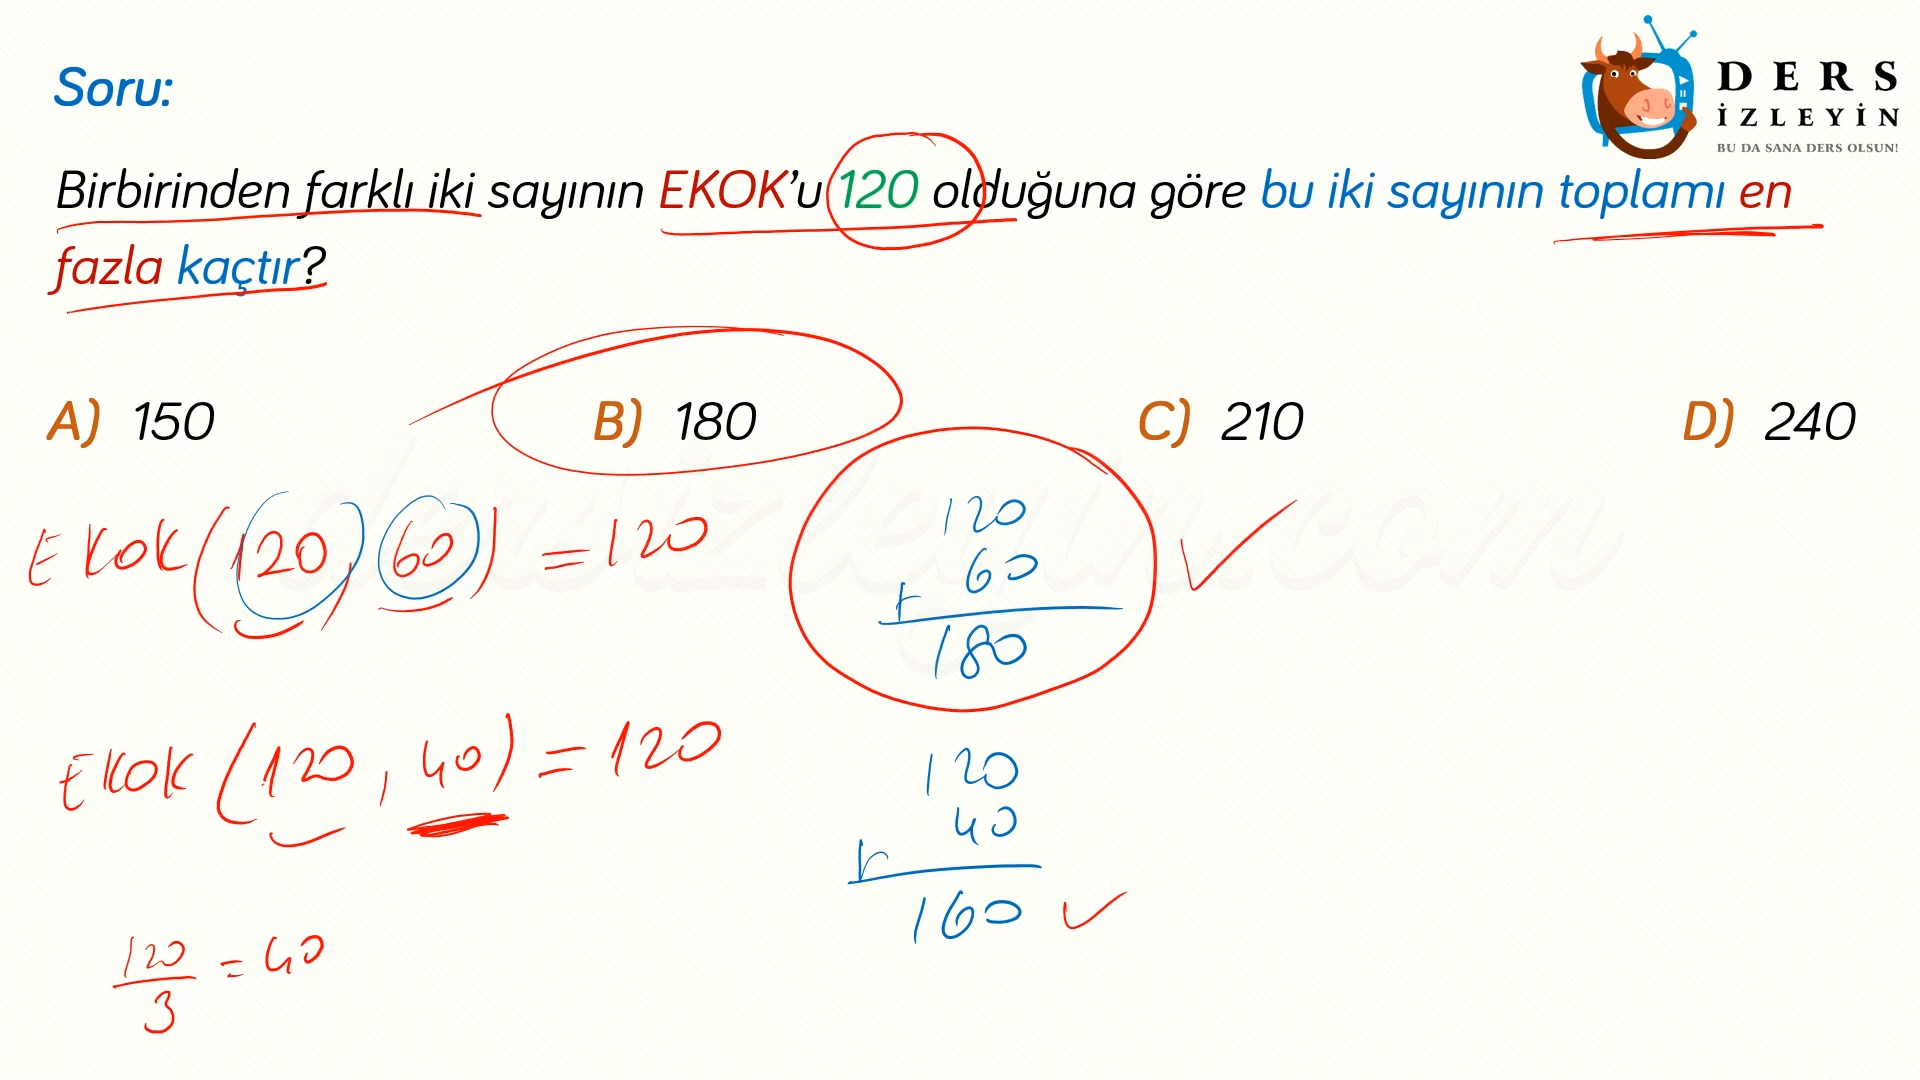 Soru:
DERS
İZLEYİN
BU DA SANA DERS OLSUN!
Birbirinden farklı iki sayının EKOK'u 120 olduğuna göre bu iki sayının toplamı en
fazla kaçtır?
A) 150 B) 180 C) 210 D) 240
dersizleyin.com
EKOK(120, 60) = 120
120
60
+
180
EKOK(120, 40) = 120
120
40
+
160
120
3
= 40